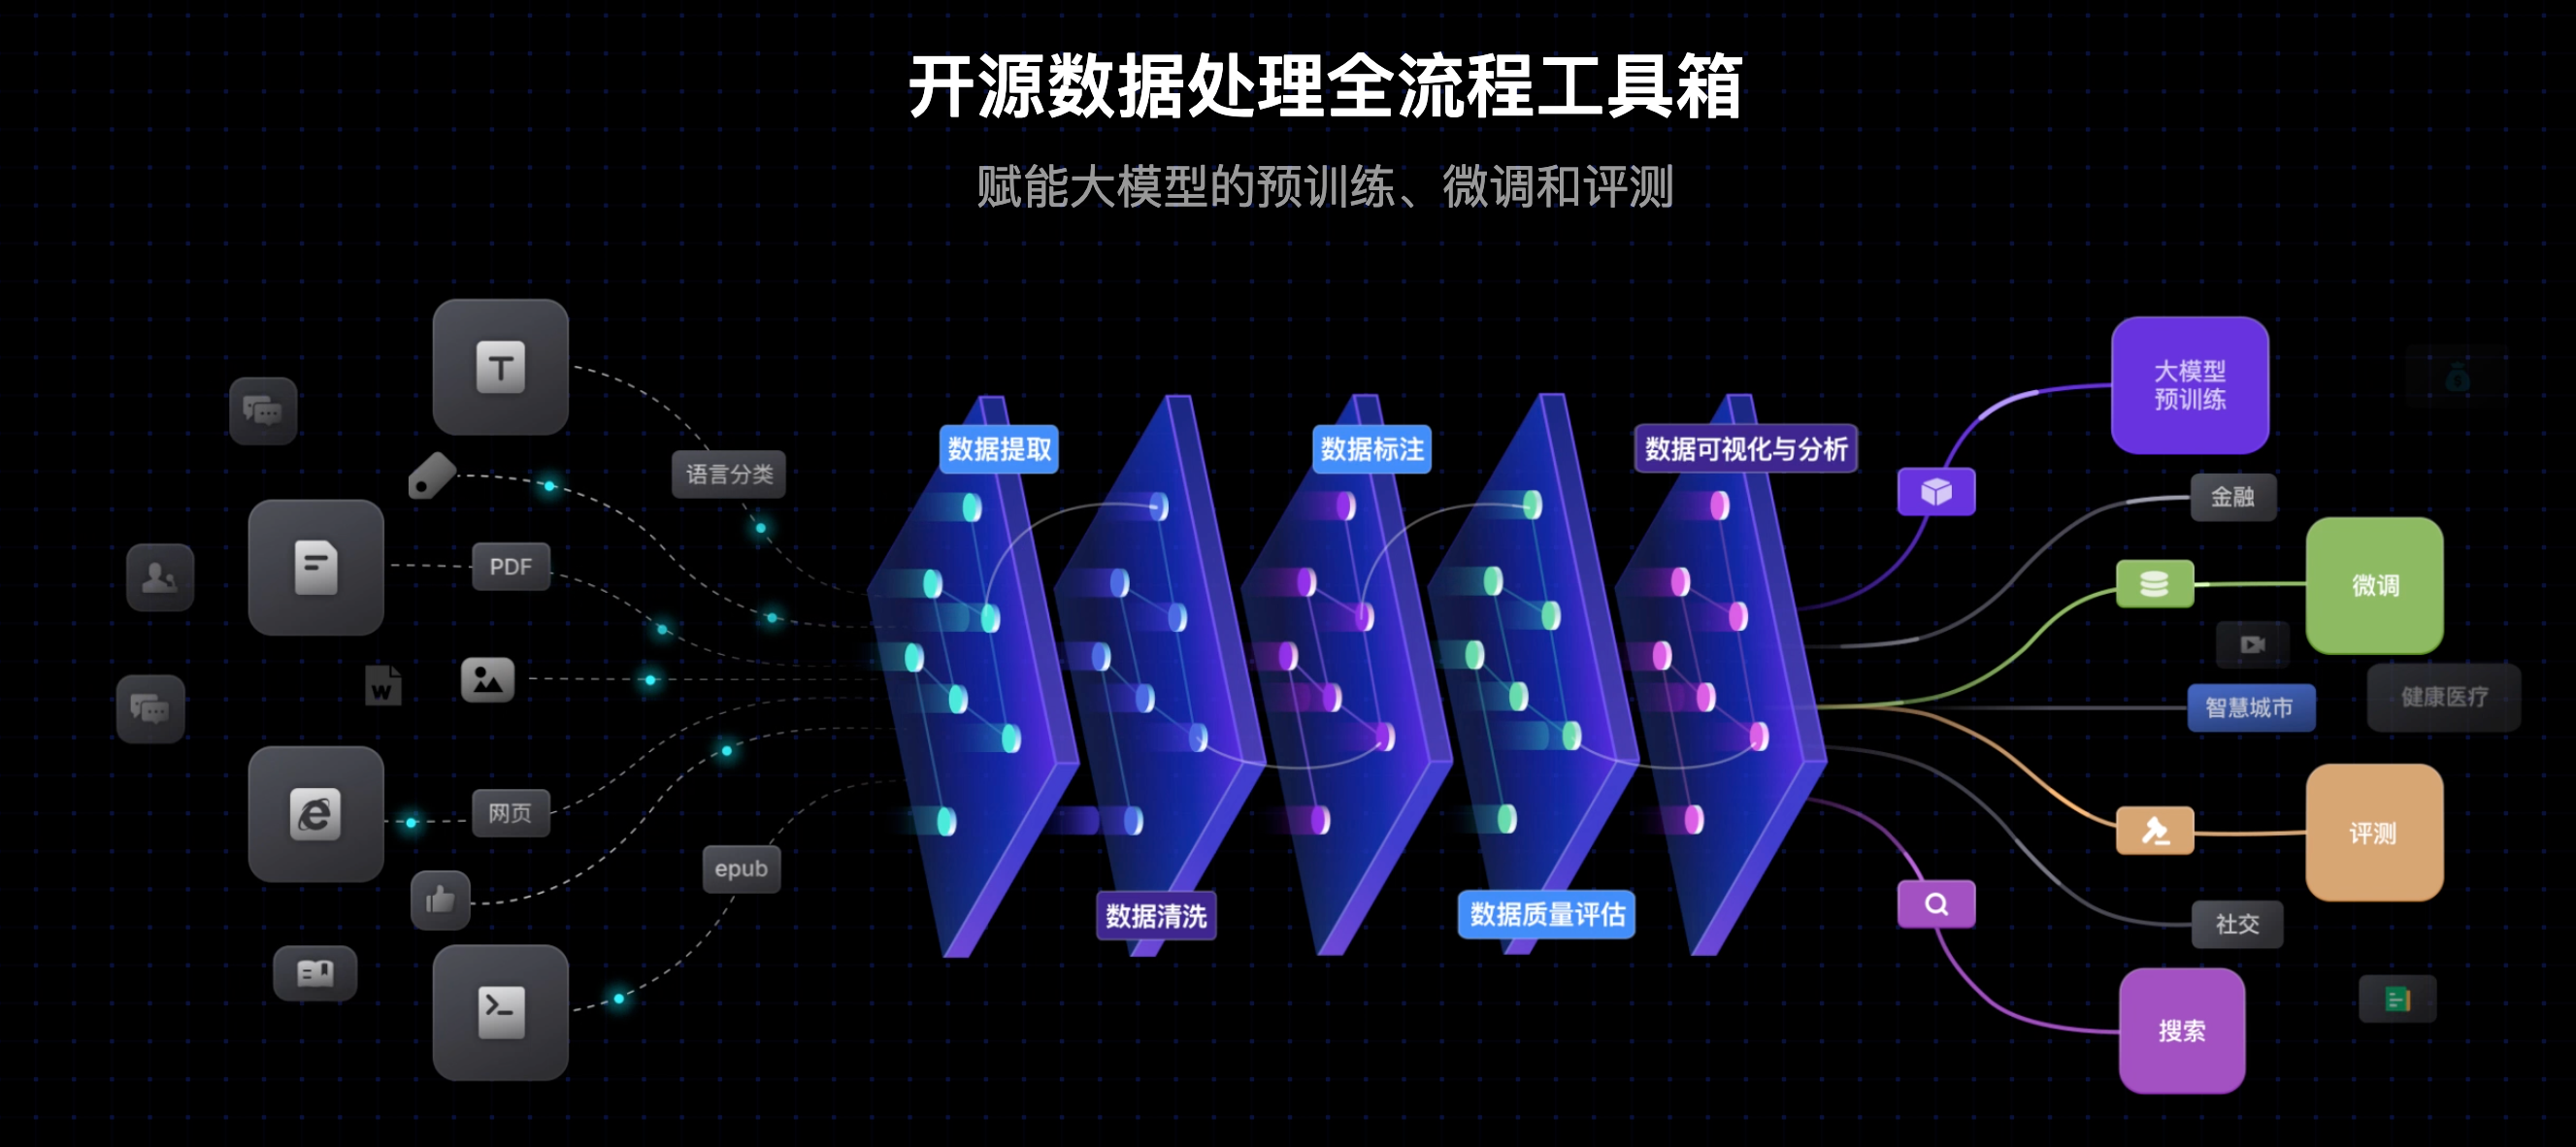 开源数据处理全流程工具箱
赋能大模型的预训练、微调和评测
T
语言分类
PDF
W
网页
epub
数据提取
数据清洗
数据标注
数据质量评估
数据可视化与分析
大模型
预训练
金融
微调
智慧城市
健康医疗
评测
社交
搜索